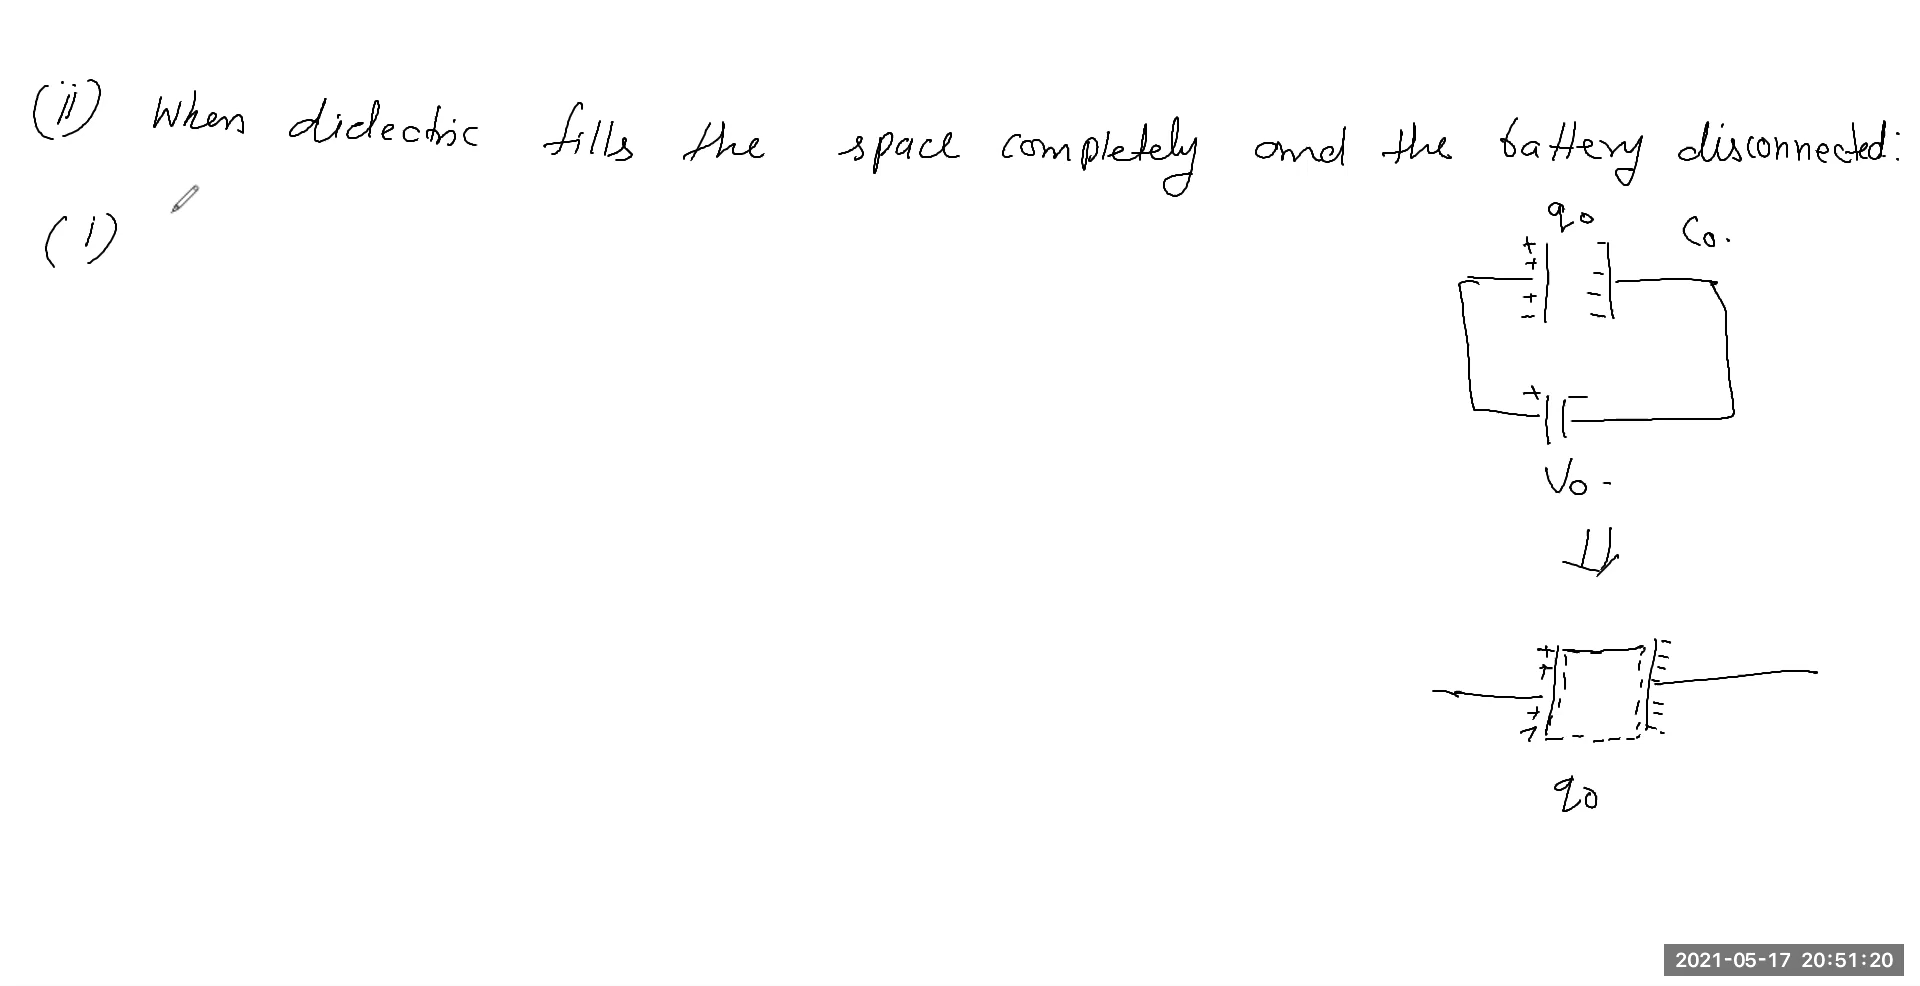 (ii) When dielectric fills the space completely and the battery disconnected:
(1)
q0
C0.
+
+
+
-
-
-
-
-
+ -
V0 -
+
+
+
q0
2021-05-17 20:51:20